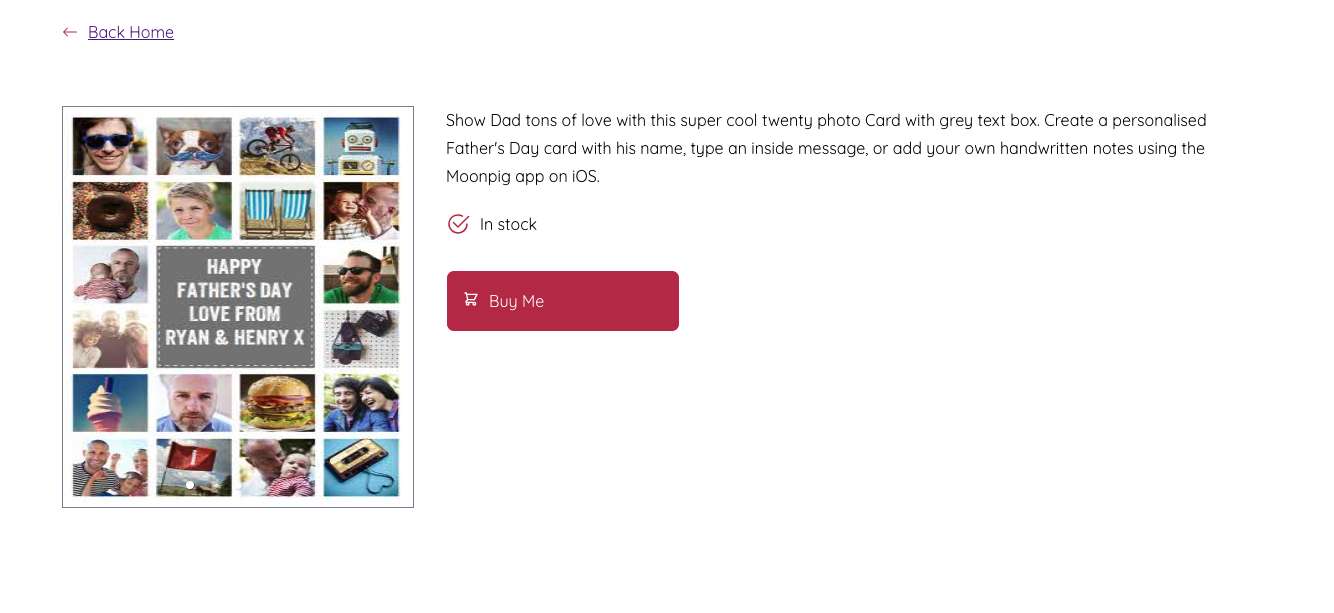 Back Home
Show Dad tons of love with this super cool twenty photo Card with grey text box. Create a personalised
Father's Day card with his name, type an inside message, or add your own handwritten notes using the
Moonpig app on iOS.
In stock
Buy Me
HAPPY
FATHER'S DAY
LOVE FROM
RYAN & HENRY X